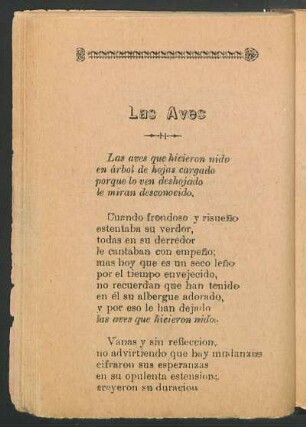 Las Aves
Las aves que hicieron nido
en árbol de hojas cargado
porque lo ven deshojado
le miran desconocido.
Cuando frondoso y risueño
estentaba su verdor,
todas en su derredor
le cantaban con empeño;
mas hoy que es un seco leño
por el tiempo envejecido,
no recuerdan que han tenido
en él su albergue adorado,
y por eso le han dejado
las aves que hicieron nido.
Vanas y sin refleccion,
no advirtiendo que hay mudanzas
cifraron sus esperanzas
en su opulenta estension;
creyeron su duracion